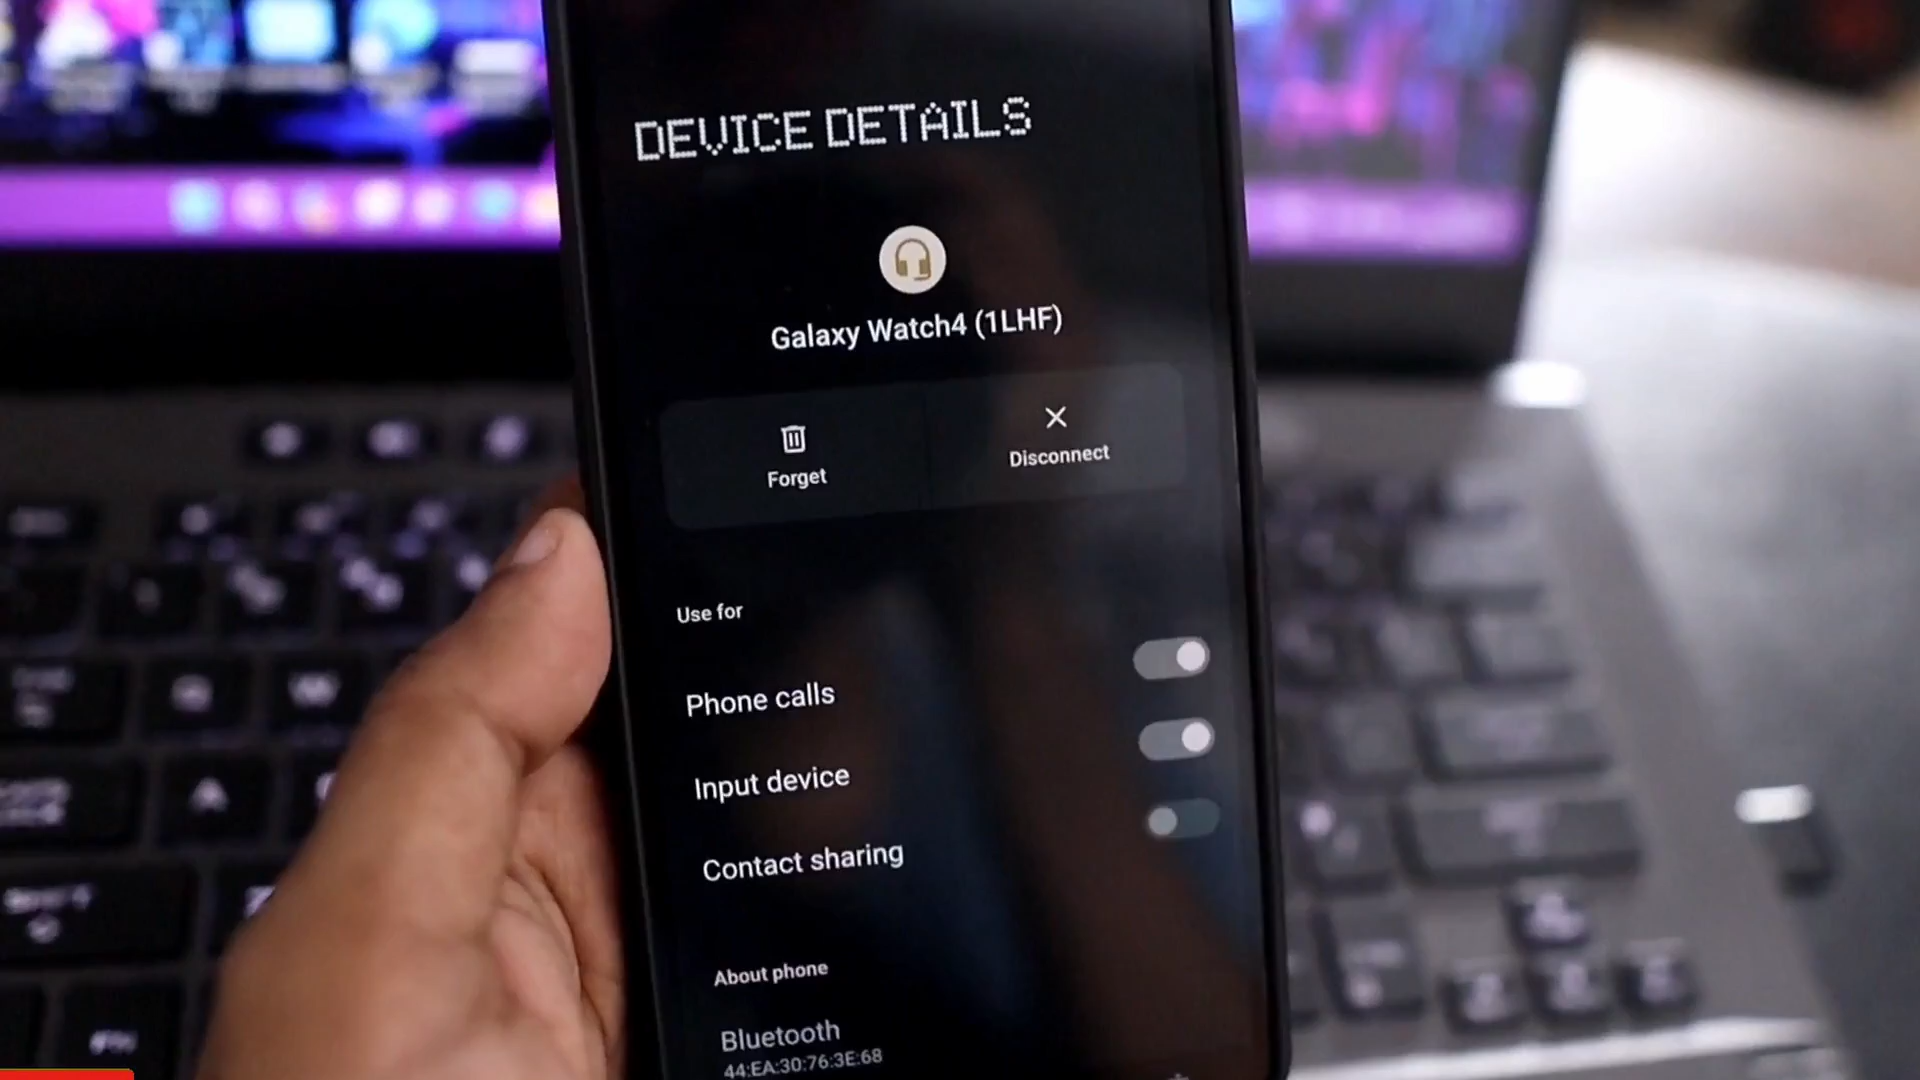 DEVICE DETAILS
Galaxy Watch4 (1LHF)
Forget
Disconnect
Use for
Phone calls
Input device
Contact sharing
About phone
Bluetooth
44:EA:30:76:3E:68
W
A